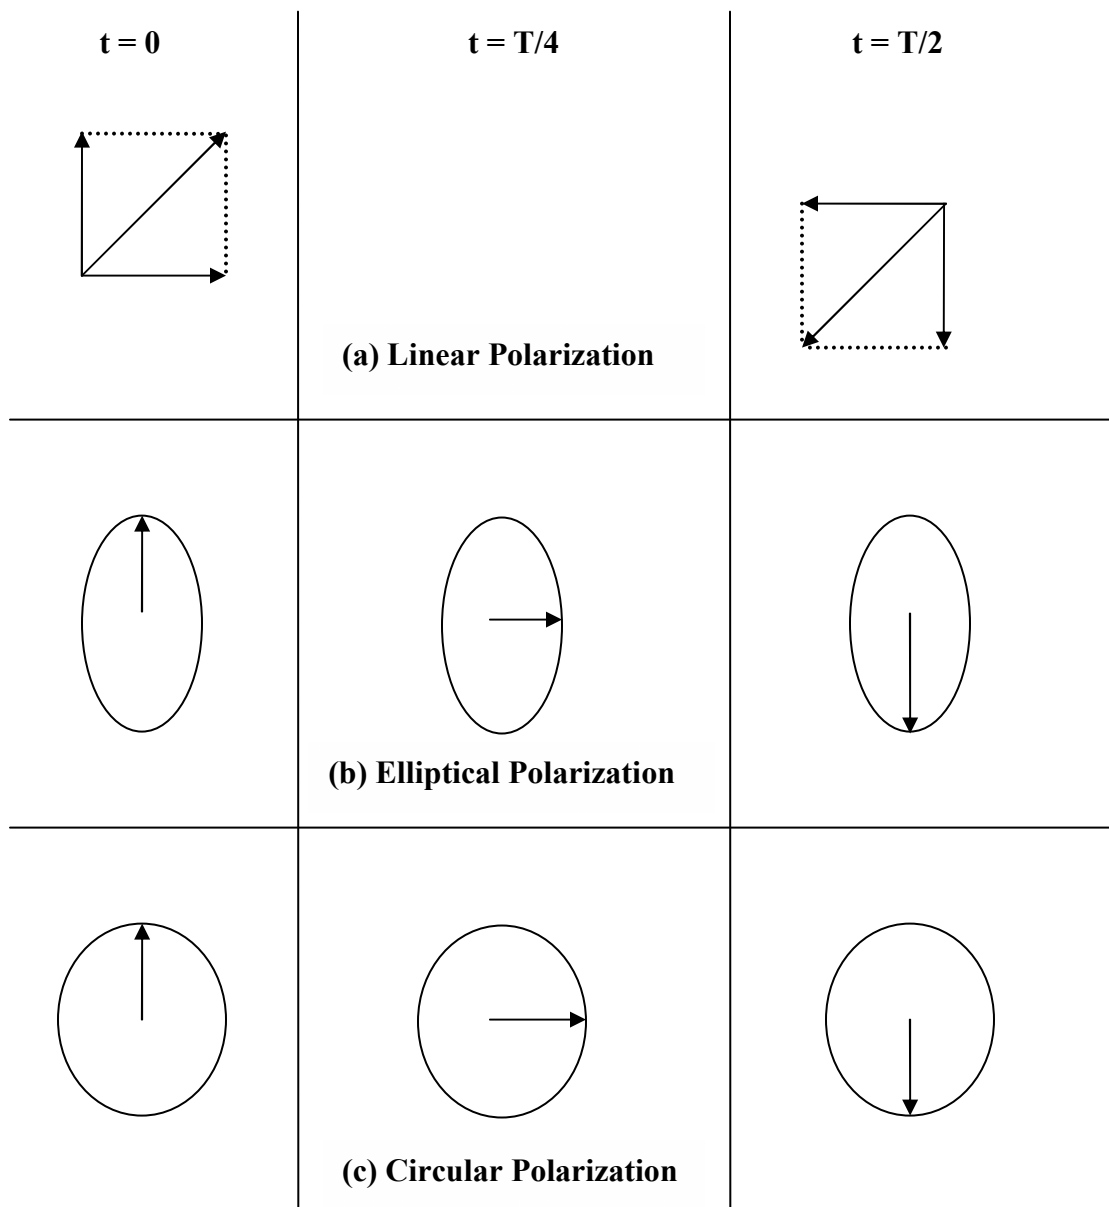 t = 0
t = T/4
t = T/2
(a) Linear Polarization
(b) Elliptical Polarization
(c) Circular Polarization